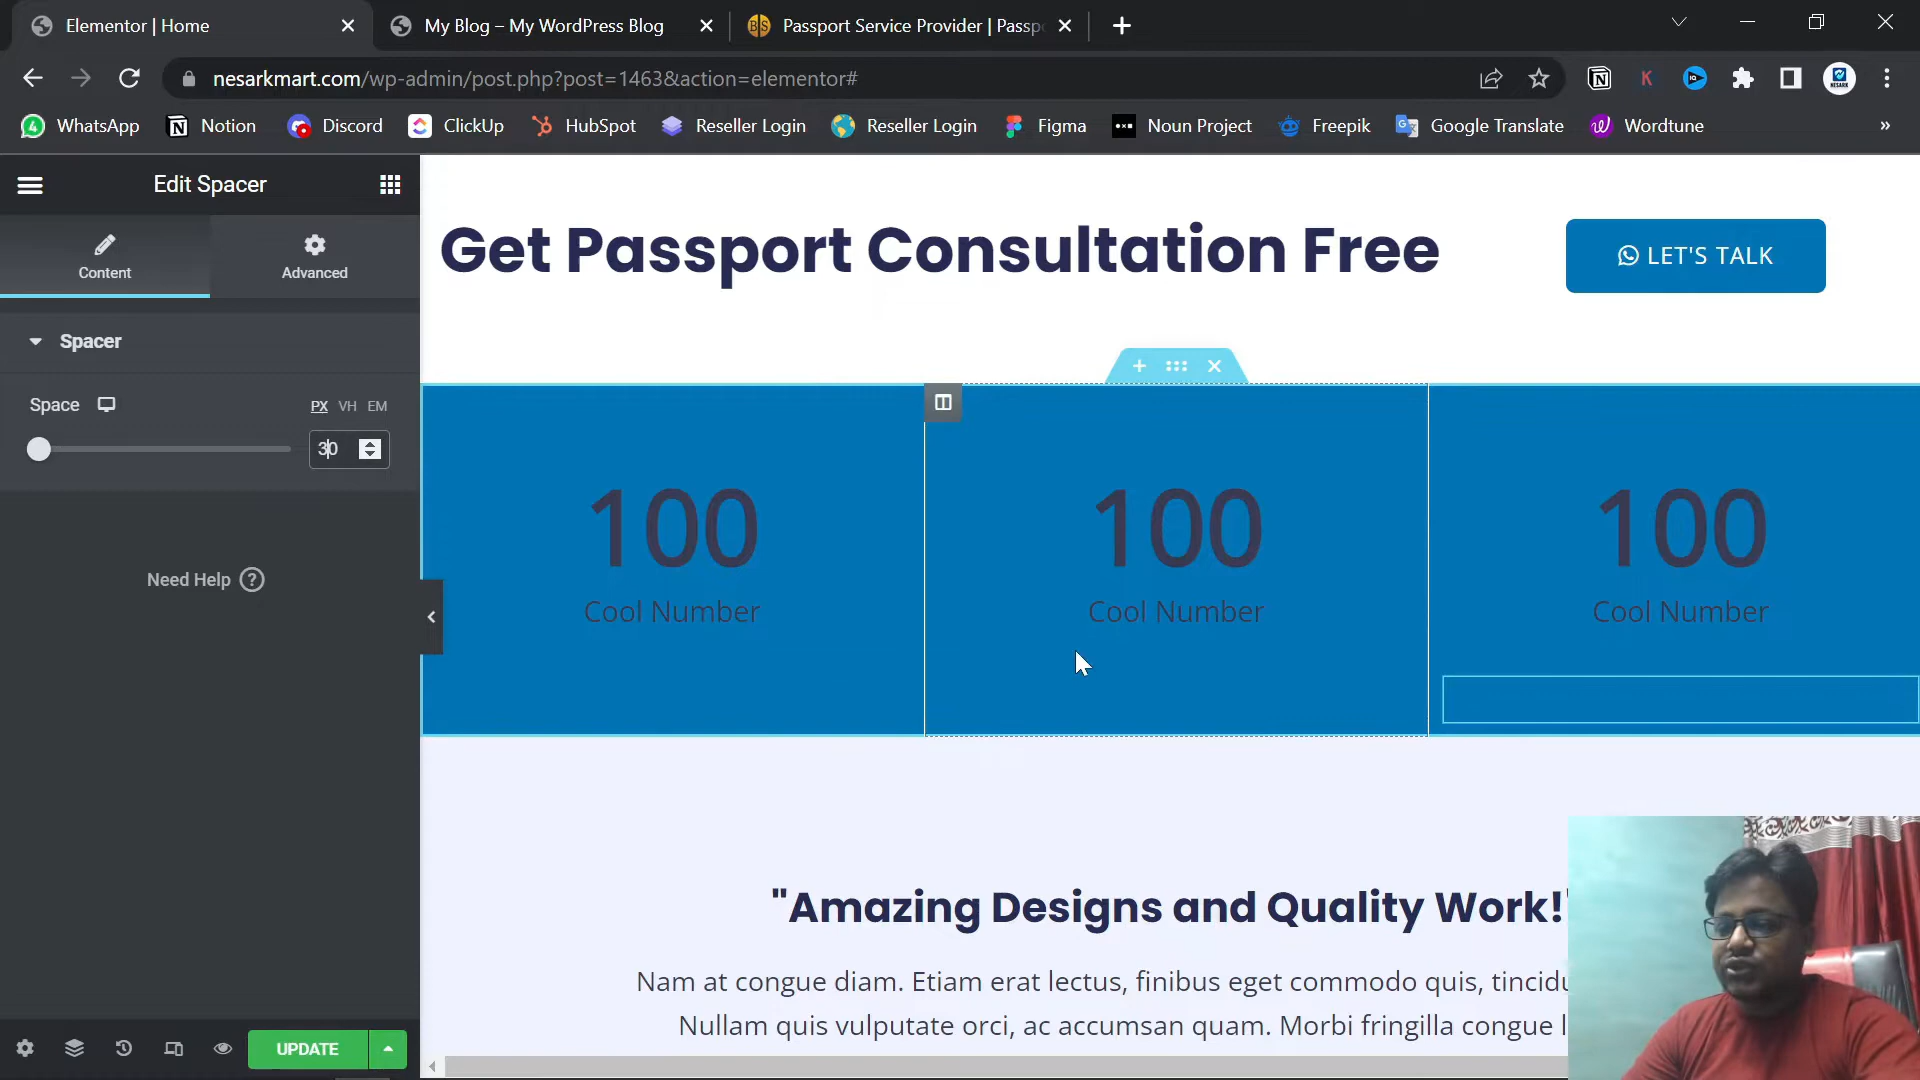 Elementor | Home
My Blog – My WordPress Blog
Passport Service Provider | Passp
nesarkmart.com/wp-admin/post.php?post=1463&action=elementor#
WhatsApp
Notion
Discord
ClickUp
HubSpot
Reseller Login
Reseller Login
Figma
Noun Project
Freepik
Google Translate
Wordtune
Edit Spacer
Content
Advanced
Spacer
Space
PX
VH
EM
30
Need Help
UPDATE
Get Passport Consultation Free
LET'S TALK
100
100
100
Cool Number
Cool Number
Cool Number
"Amazing Designs and Quality Work!"
Nam at congue diam. Etiam erat lectus, finibus eget commodo quis, tincidu
Nullam quis vulputate orci, ac accumsan quam. Morbi fringilla congue l